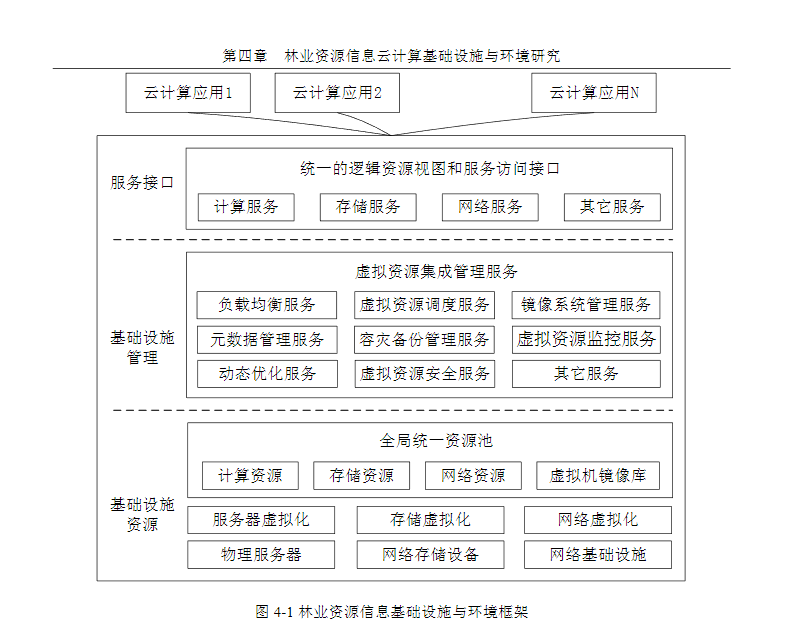 第四章 林业资源信息云计算基础设施与环境研究
云计算应用1 云计算应用2 云计算应用N
统一的逻辑资源视图和服务访问接口
服务接口
计算服务 存储服务 网络服务 其它服务
虚拟资源集成管理服务
负载均衡服务 虚拟资源调度服务 镜像系统管理服务
基础设施
管理
元数据管理服务 容灾备份管理服务 虚拟资源监控服务
动态优化服务 虚拟资源安全服务 其它服务
全局统一资源池
计算资源 存储资源 网络资源 虚拟机镜像库
基础设施
资源
服务器虚拟化 存储虚拟化 网络虚拟化
物理服务器 网络存储设备 网络基础设施
图 4-1 林业资源信息基础设施与环境框架